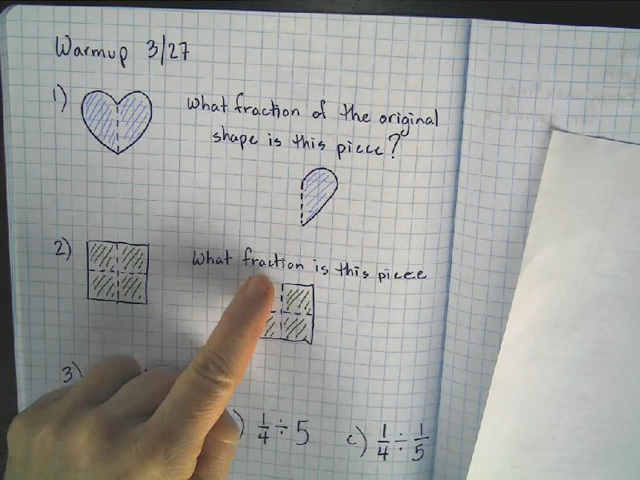 Warmup 3/27
1) What fraction of the original
shape is this piece?
2) What fraction is this piece
3)
) 1/4 ÷ 5 c) 1/4 ÷ 1/5